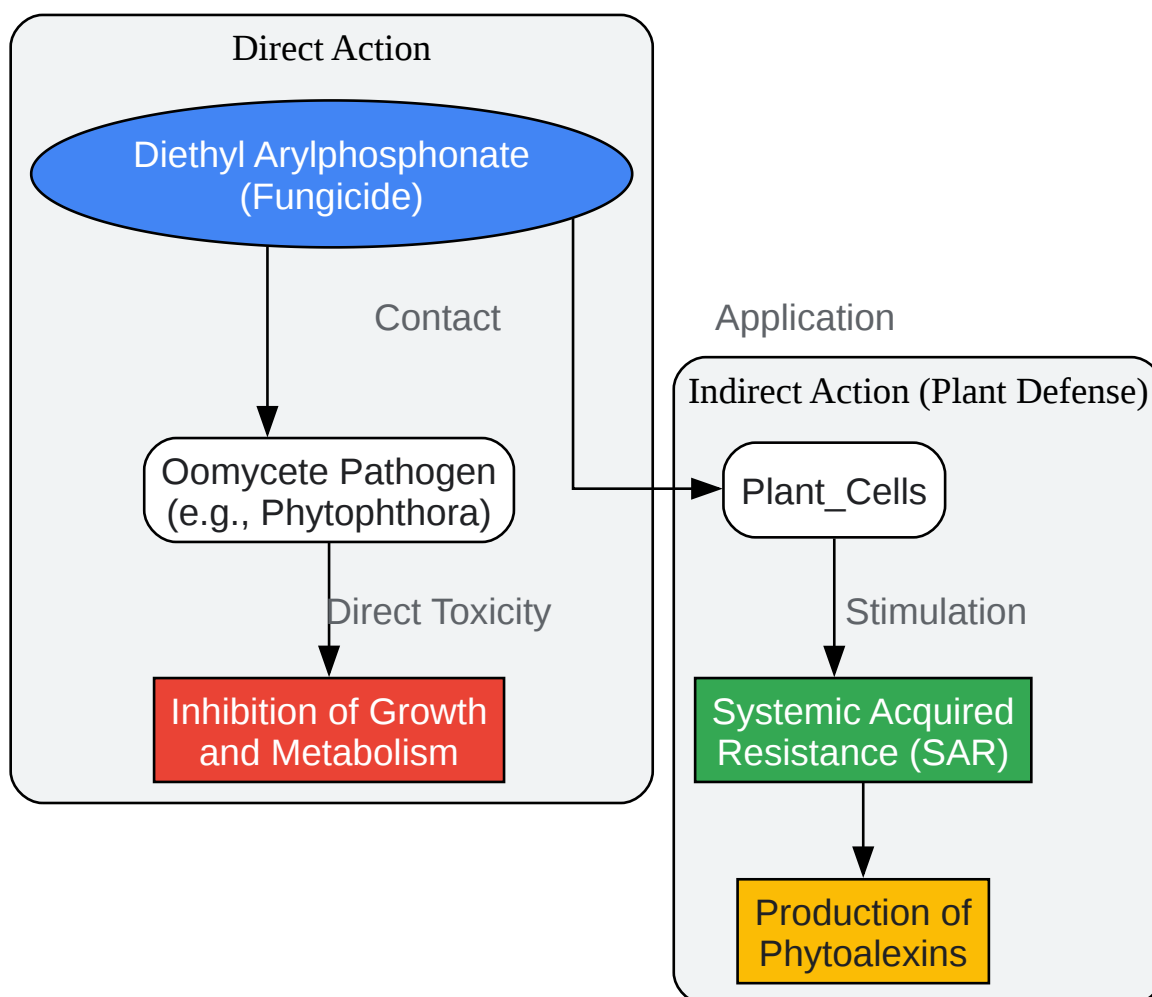 Direct Action
Diethyl Arylphosphonate
(Fungicide)
Contact
Application
Indirect Action (Plant Defense)
Oomycete Pathogen
(e.g., Phytophthora)
Plant_Cells
Direct Toxicity
Stimulation
Inhibition of Growth
and Metabolism
Systemic Acquired
Resistance (SAR)
Production of
Phytoalexins